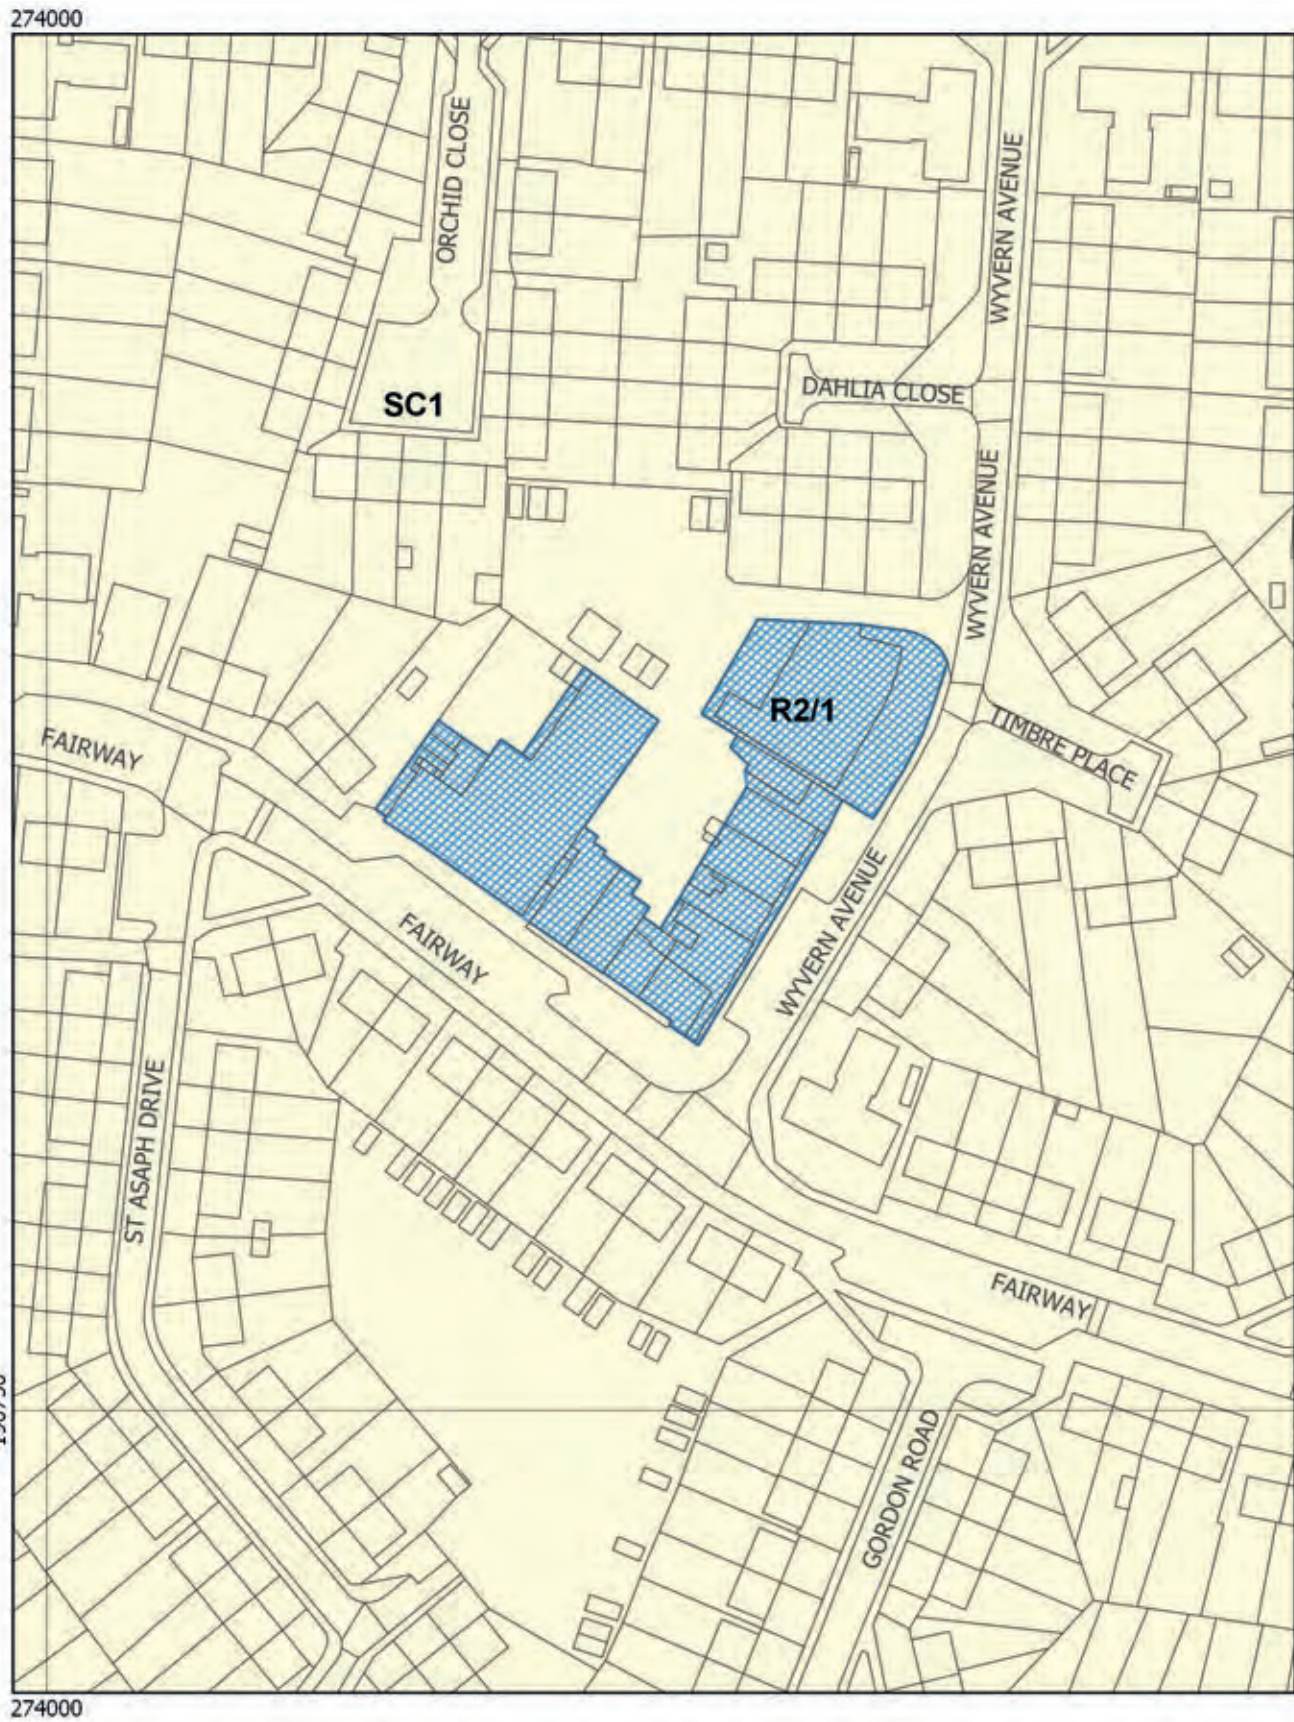 274000
ORCHID CLOSE
WYVERN AVENUE
DAHLIA CLOSE
SC1
WYVERN AVENUE
R2/1
TIMBRE PLACE
FAIRWAY
WYVERN AVENUE
FAIRWAY
ST ASAPH DRIVE
FAIRWAY
GORDON ROAD
274000